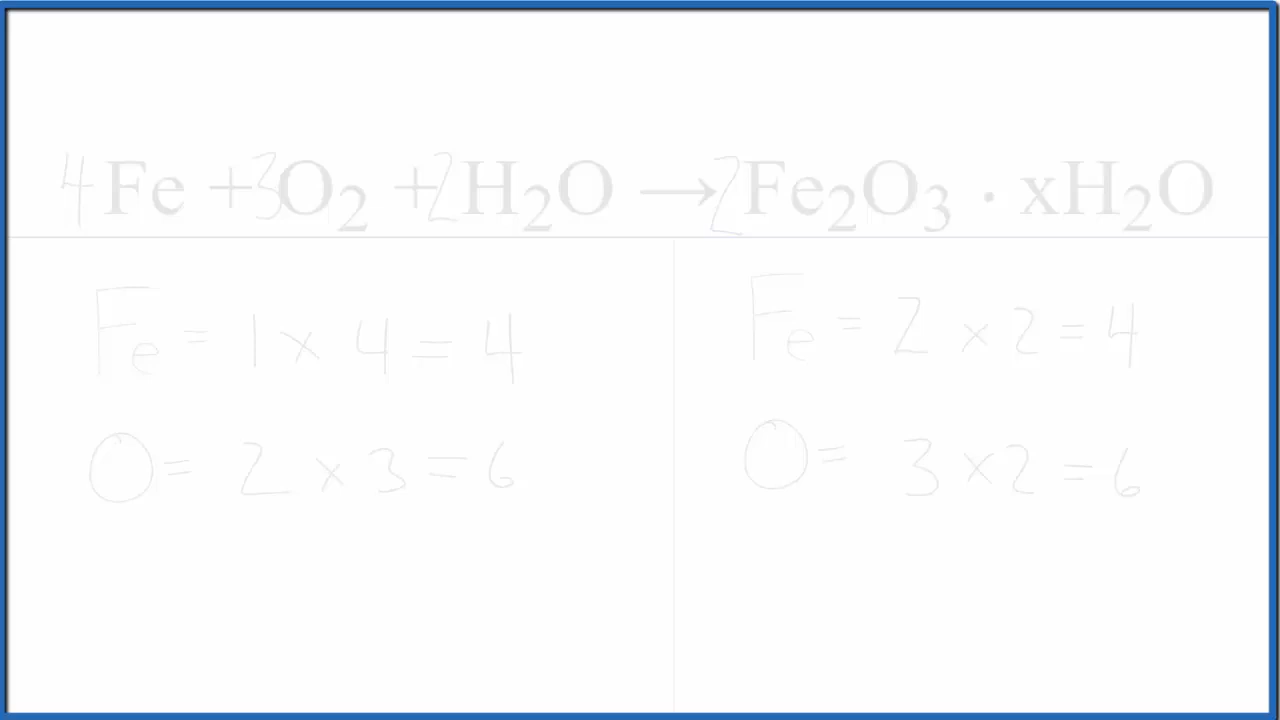 4Fe + 3O₂ + 2H₂O → 2Fe₂O₃ · xH₂O
Fe = 1 x 4 = 4
O = 2 x 3 = 6
Fe = 2 x 2 = 4
O = 3 x 2 = 6